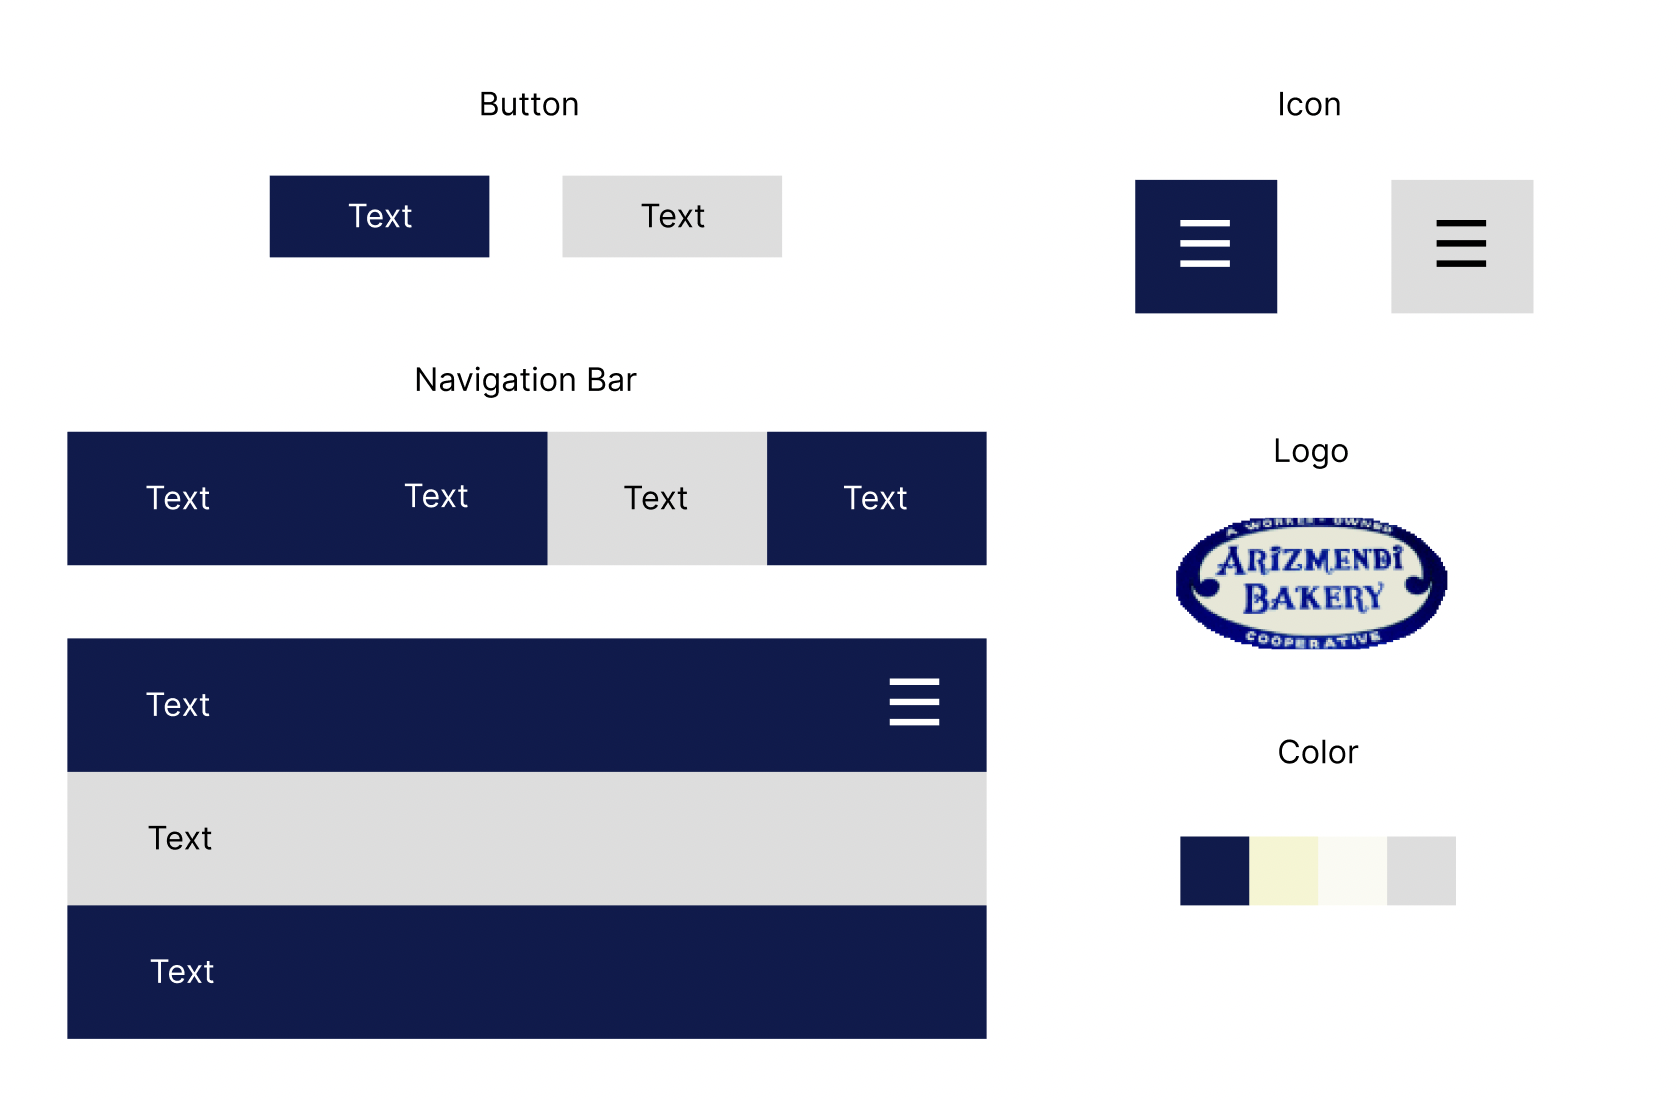 Button
Text
Text
Icon
Navigation Bar
Text
Text
Text
Text
Text
Text
Text
Logo
A WORKER-OWNED
ARIZMENDI
BAKERY
COOPERATIVE
Color